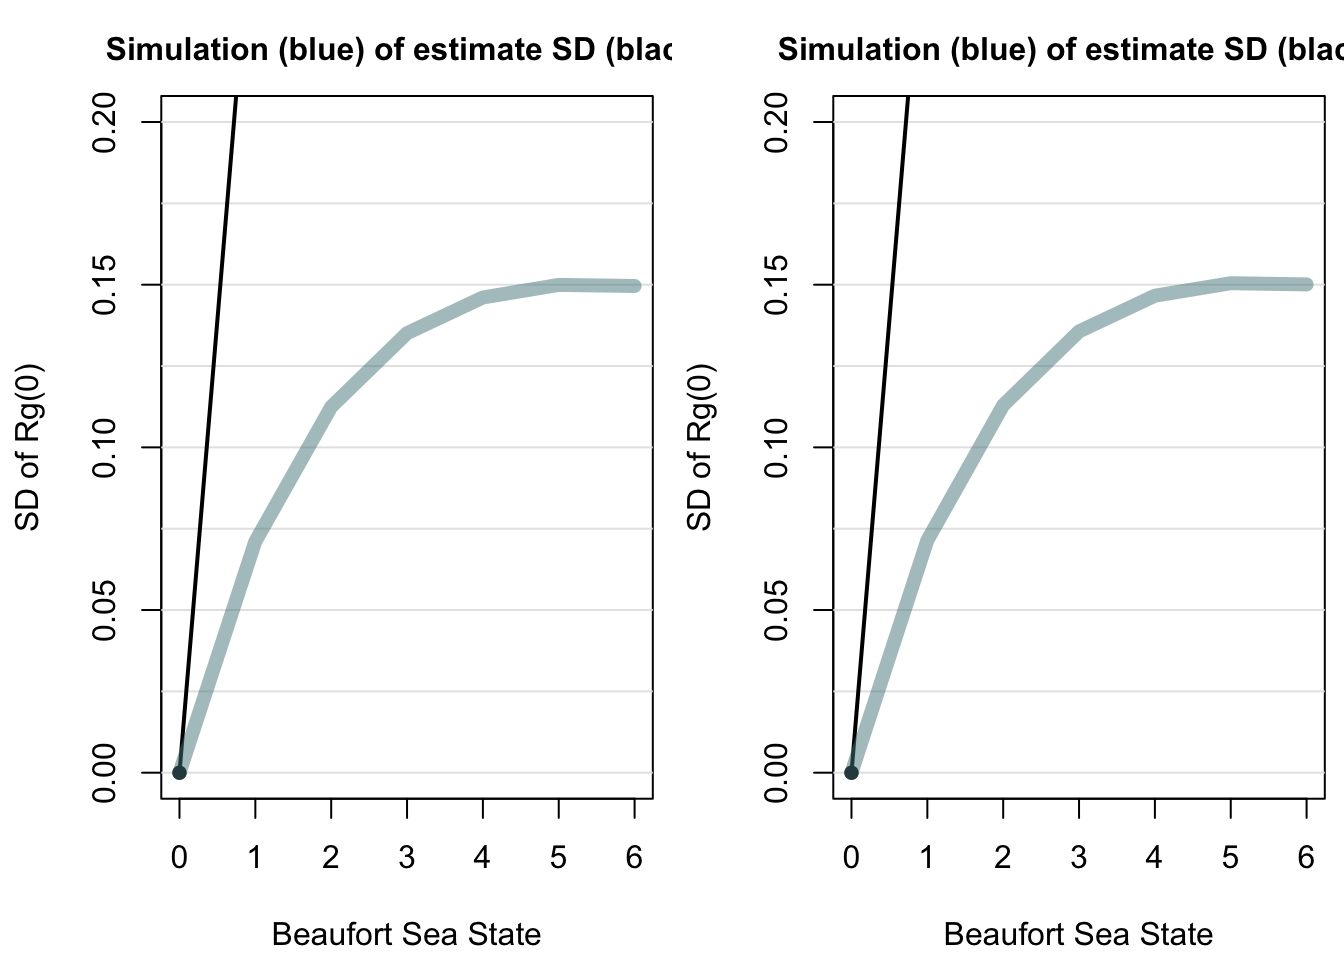 Simulation (blue) of estimate SD (blac
SD of Rg(0)
0.20
0.15
0.10
0.05
0.00
0 1 2 3 4 5 6
Beaufort Sea State
Simulation (blue) of estimate SD (blac
SD of Rg(0)
0.20
0.15
0.10
0.05
0.00
0 1 2 3 4 5 6
Beaufort Sea State